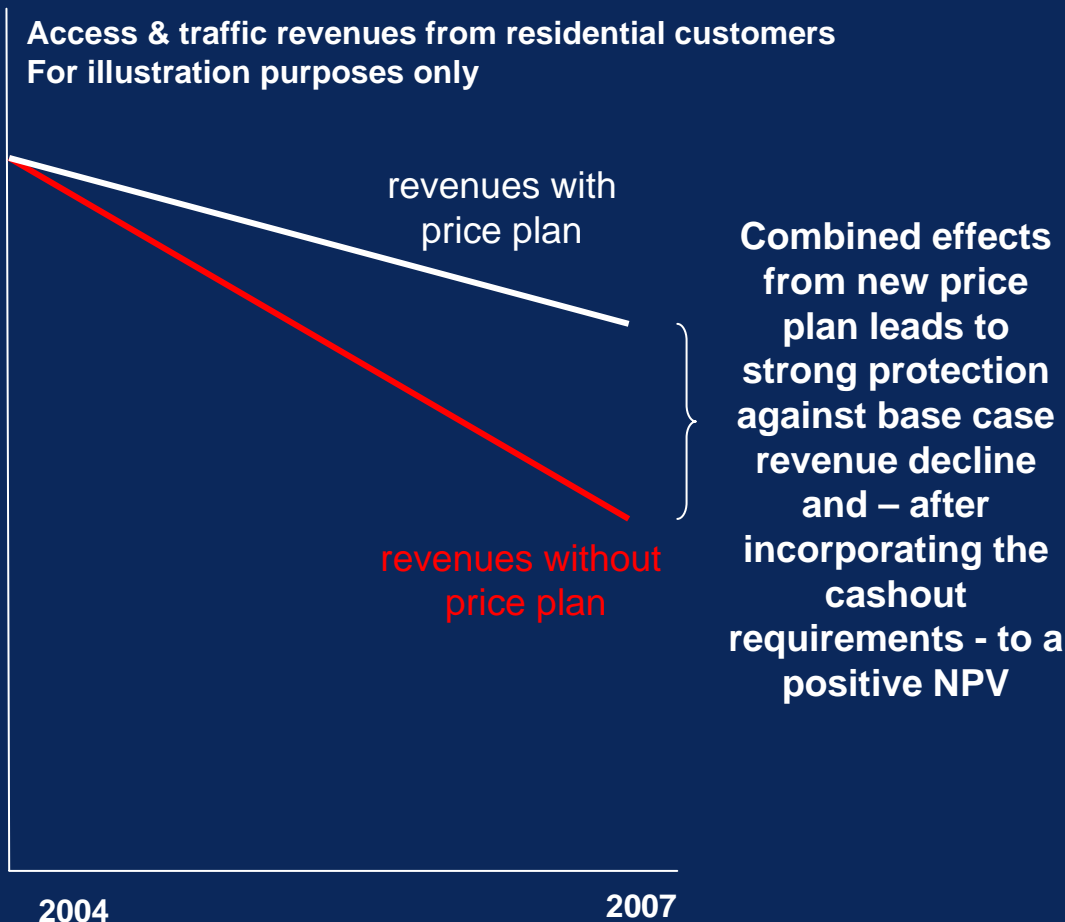 Access & traffic revenues from residential customers
For illustration purposes only
revenues with
price plan
Combined effects
from new price
plan leads to
strong protection
against base case
revenue decline
and – after
incorporating the
cashout
requirements - to a
positive NPV
revenues without
price plan
2004
2007